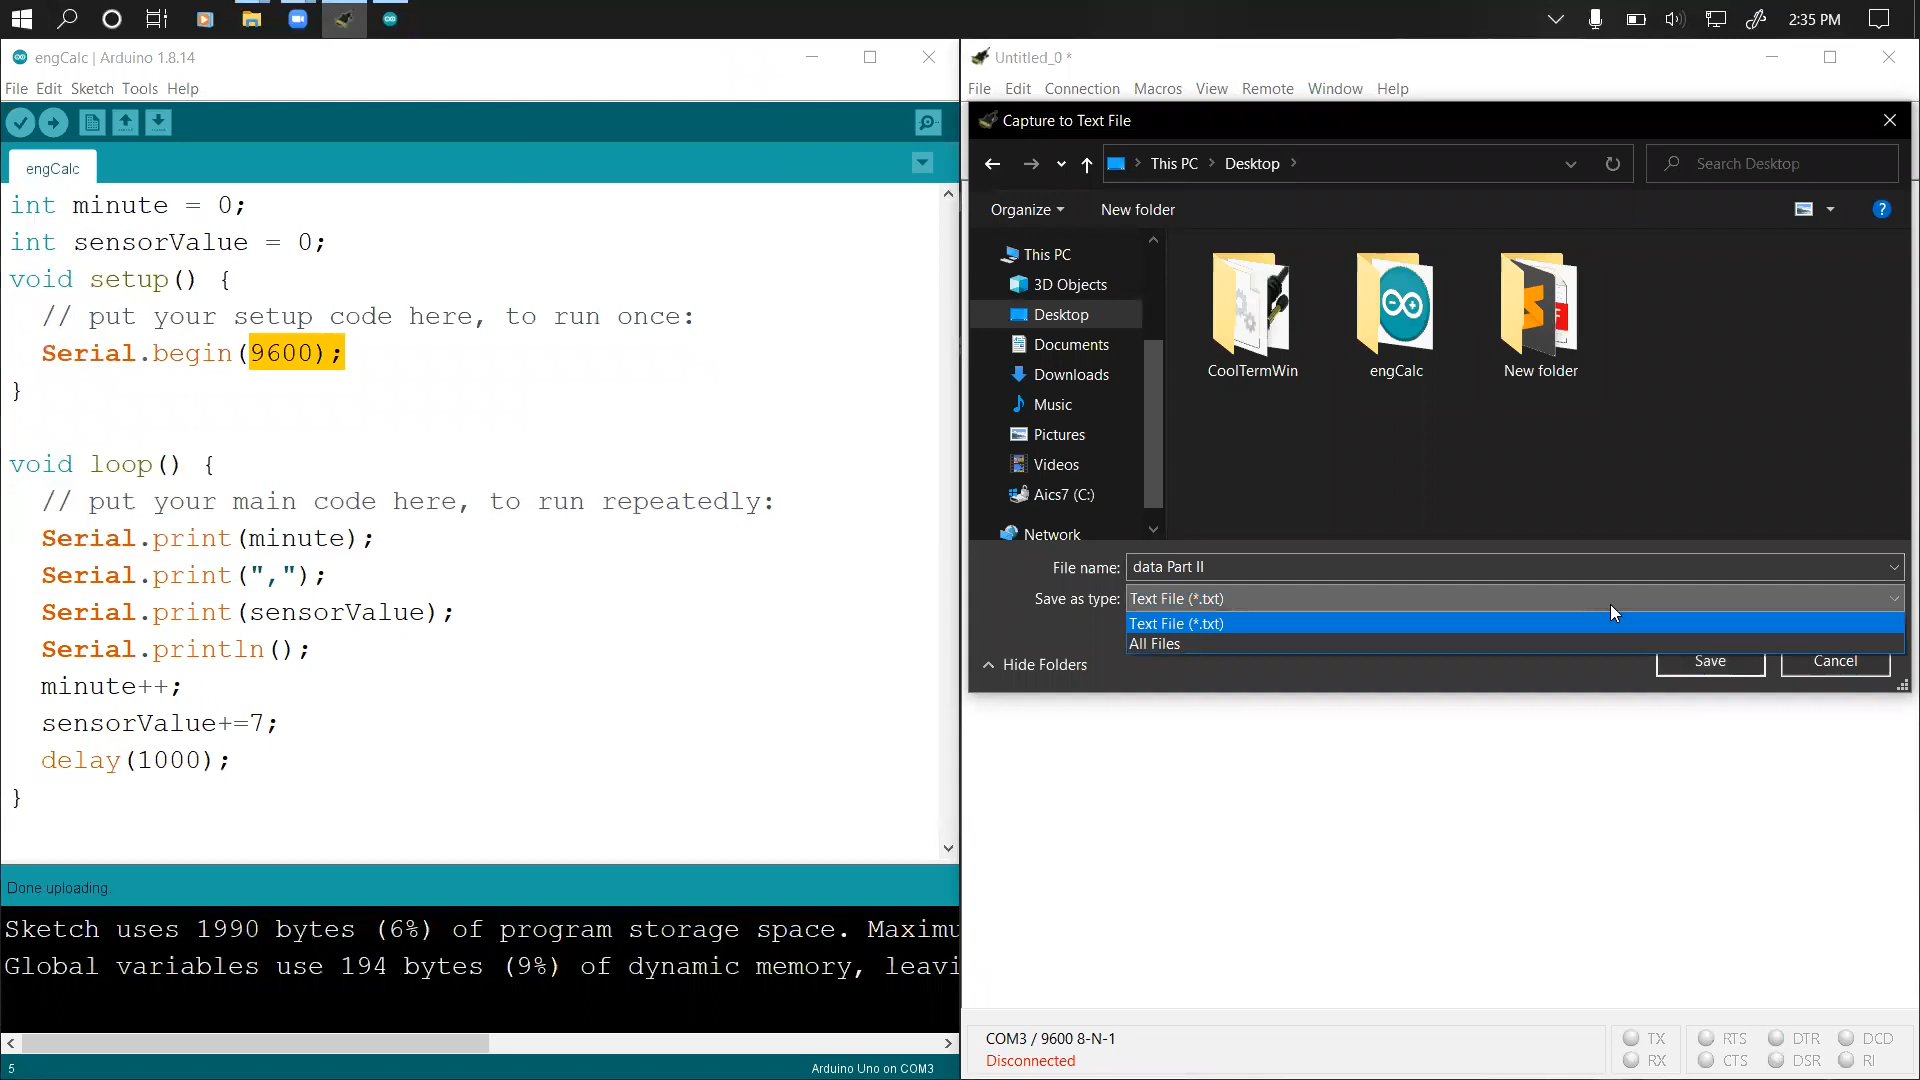 2:35 PM
engCalc | Arduino 1.8.14
File Edit Sketch Tools Help
engCalc
int minute = 0;
int sensorValue = 0;
void setup() {
// put your setup code here, to run once:
Serial.begin(9600);
}
void loop() {
// put your main code here, to run repeatedly:
Serial.print(minute);
Serial.print(",");
Serial.print(sensorValue);
Serial.println();
minute++;
sensorValue+=7;
delay(1000);
}
Done uploading.
Sketch uses 1990 bytes (6%) of program storage space. Maximu
Global variables use 194 bytes (9%) of dynamic memory, leavi
5
Arduino Uno on COM3
Untitled_0 *
File Edit Connection Macros View Remote Window Help
Capture to Text File
This PC > Desktop >
Search Desktop
Organize
New folder
?
This PC
3D Objects
Desktop
Documents
Downloads
Music
Pictures
Videos
Aics7 (C:)
Network
CoolTermWin
engCalc
New folder
File name: data Part II
Save as type: Text File (*.txt)
Text File (*.txt)
All Files
Hide Folders
Save
Cancel
COM3 / 9600 8-N-1
Disconnected
TX RTS DTR DCD
RX CTS DSR RI